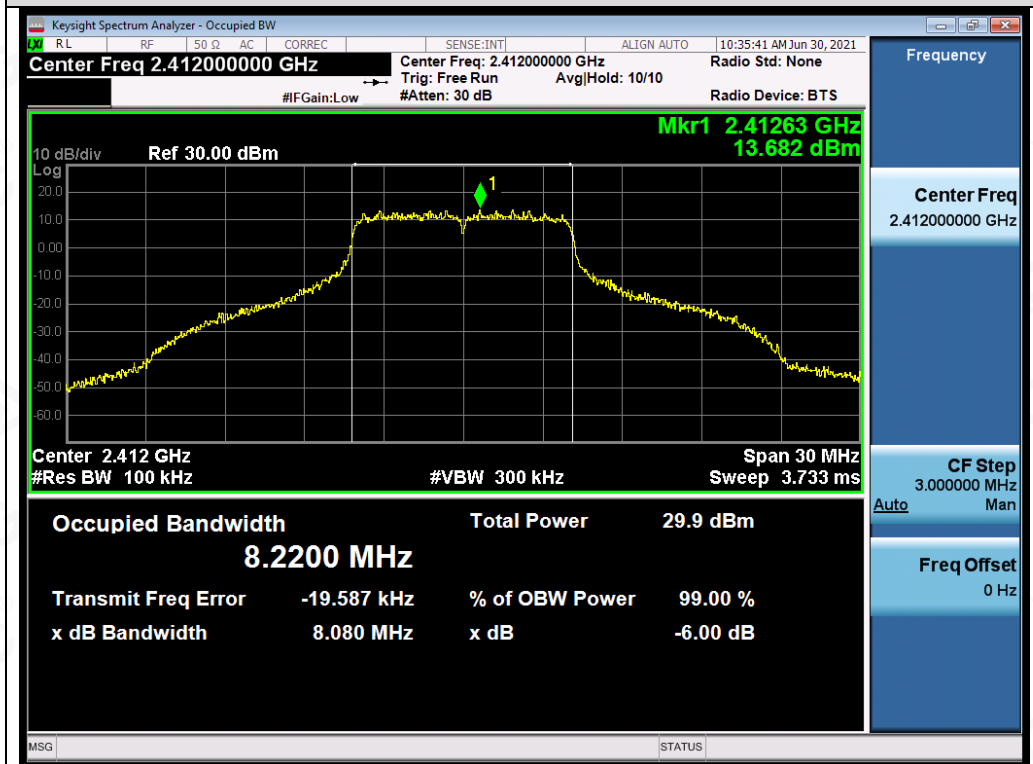 Keysight Spectrum Analyzer - Occupied BW
LXI RL RF 50 Ω AC CORREC SENSE:INT ALIGN AUTO 10:35:41 AM Jun 30, 2021
Center Freq 2.412000000 GHz
Center Freq: 2.412000000 GHz Radio Std: None
Trig: Free Run Avg|Hold: 10/10
#IFGain:Low #Atten: 30 dB Radio Device: BTS
Mkr1 2.41263 GHz
13.682 dBm
10 dB/div Ref 30.00 dBm
Log
20.0
10.0
0.00
-10.0
-20.0
-30.0
-40.0
-50.0
-60.0
1
Center 2.412 GHz Span 30 MHz
#Res BW 100 kHz #VBW 300 kHz Sweep 3.733 ms
Occupied Bandwidth Total Power 29.9 dBm
8.2200 MHz
Transmit Freq Error -19.587 kHz % of OBW Power 99.00 %
x dB Bandwidth 8.080 MHz x dB -6.00 dB
MSG STATUS
Frequency
Center Freq
2.412000000 GHz
CF Step
3.000000 MHz
Auto Man
Freq Offset
0 Hz